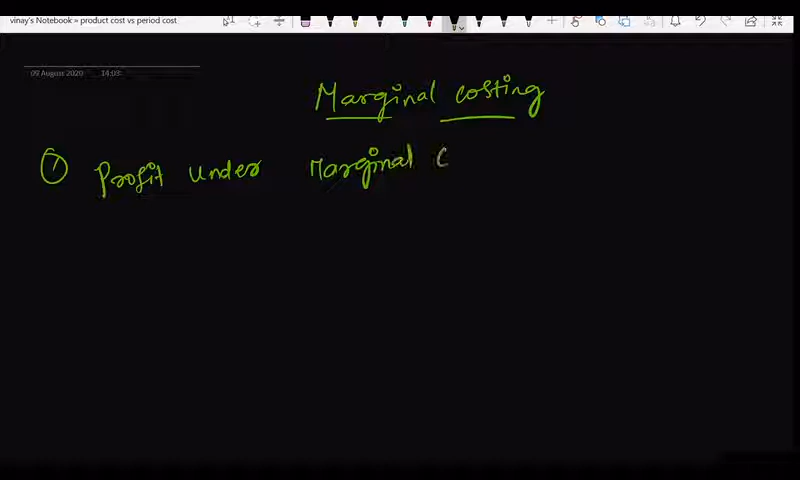 vinay's Notebook » product cost vs period cost
09 August 2020 14:03
Marginal costing
① Profit under Marginal C